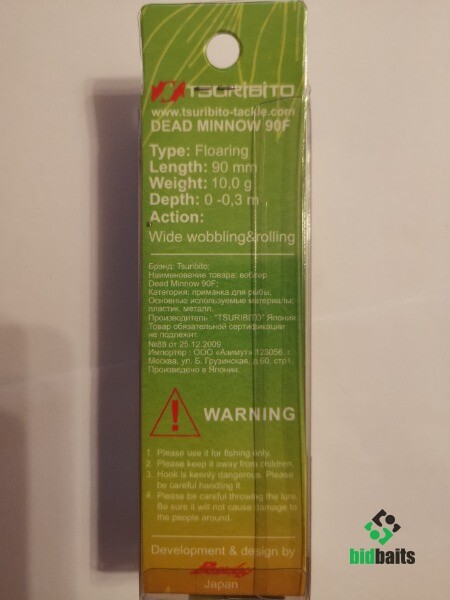 TSURIBITO
www.tsuribito-tackle.com
DEAD MINNOW 90F
Type: Floaring
Length: 90 mm
Weight: 10,0 g
Depth: 0 -0,3 m
Action:
Wide wobbling&rolling
Брэнд: Tsuribito;
Наименование товара: воблер
Dead Minnow 90F;
Категория: приманка для рыбы;
Основные используемые материалы:
пластик, металл.
Производитель : "TSURIBITO" Япония
Товар обязательной сертификации
не подлежит.
№88 от 25.12.2009
Импортер : ООО «Азимут» 123056, г.
Москва, ул. Б. Грузинская, д.60, стр1.
Произведено в Японии.
WARNING
1. Please use it for fishing only.
2. Please keep it away from children.
3. Hook is kennly dangerous. Please
be careful handling it.
4. Please be careful throwing the lure.
Be sure it will not cause damage to
the people around.
Development & design by
Japan
bidbaits